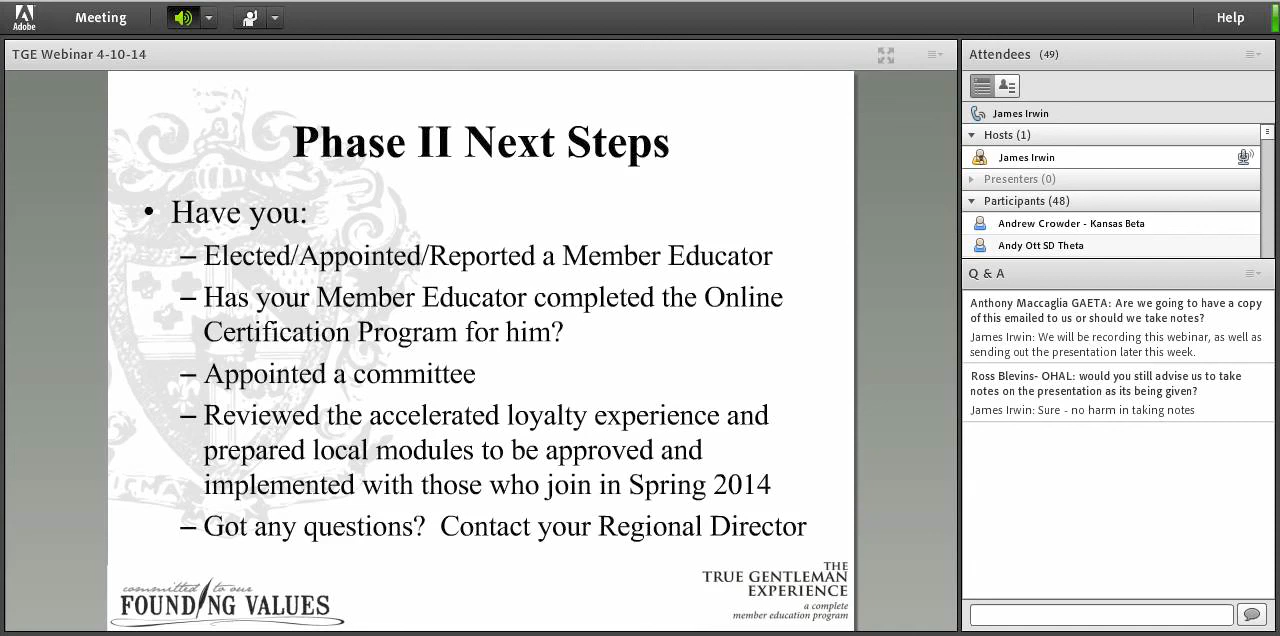 Adobe
Meeting
Help
TGE Webinar 4-10-14
Phase II Next Steps
• Have you:
– Elected/Appointed/Reported a Member Educator
– Has your Member Educator completed the Online
Certification Program for him?
– Appointed a committee
– Reviewed the accelerated loyalty experience and
prepared local modules to be approved and
implemented with those who join in Spring 2014
– Got any questions?  Contact your Regional Director
committed to our
FOUNDING VALUES
THE
TRUE GENTLEMAN
EXPERIENCE
a complete
member education program
Attendees (49)
James Irwin
Hosts (1)
James Irwin
Presenters (0)
Participants (48)
Andrew Crowder - Kansas Beta
Andy Ott SD Theta
Q & A
Anthony Maccaglia GAETA: Are we going to have a copy
of this emailed to us or should we take notes?
James Irwin: We will be recording this webinar, as well as
sending out the presentation later this week.
Ross Blevins- OHAL: would you still advise us to take
notes on the presentation as its being given?
James Irwin: Sure - no harm in taking notes